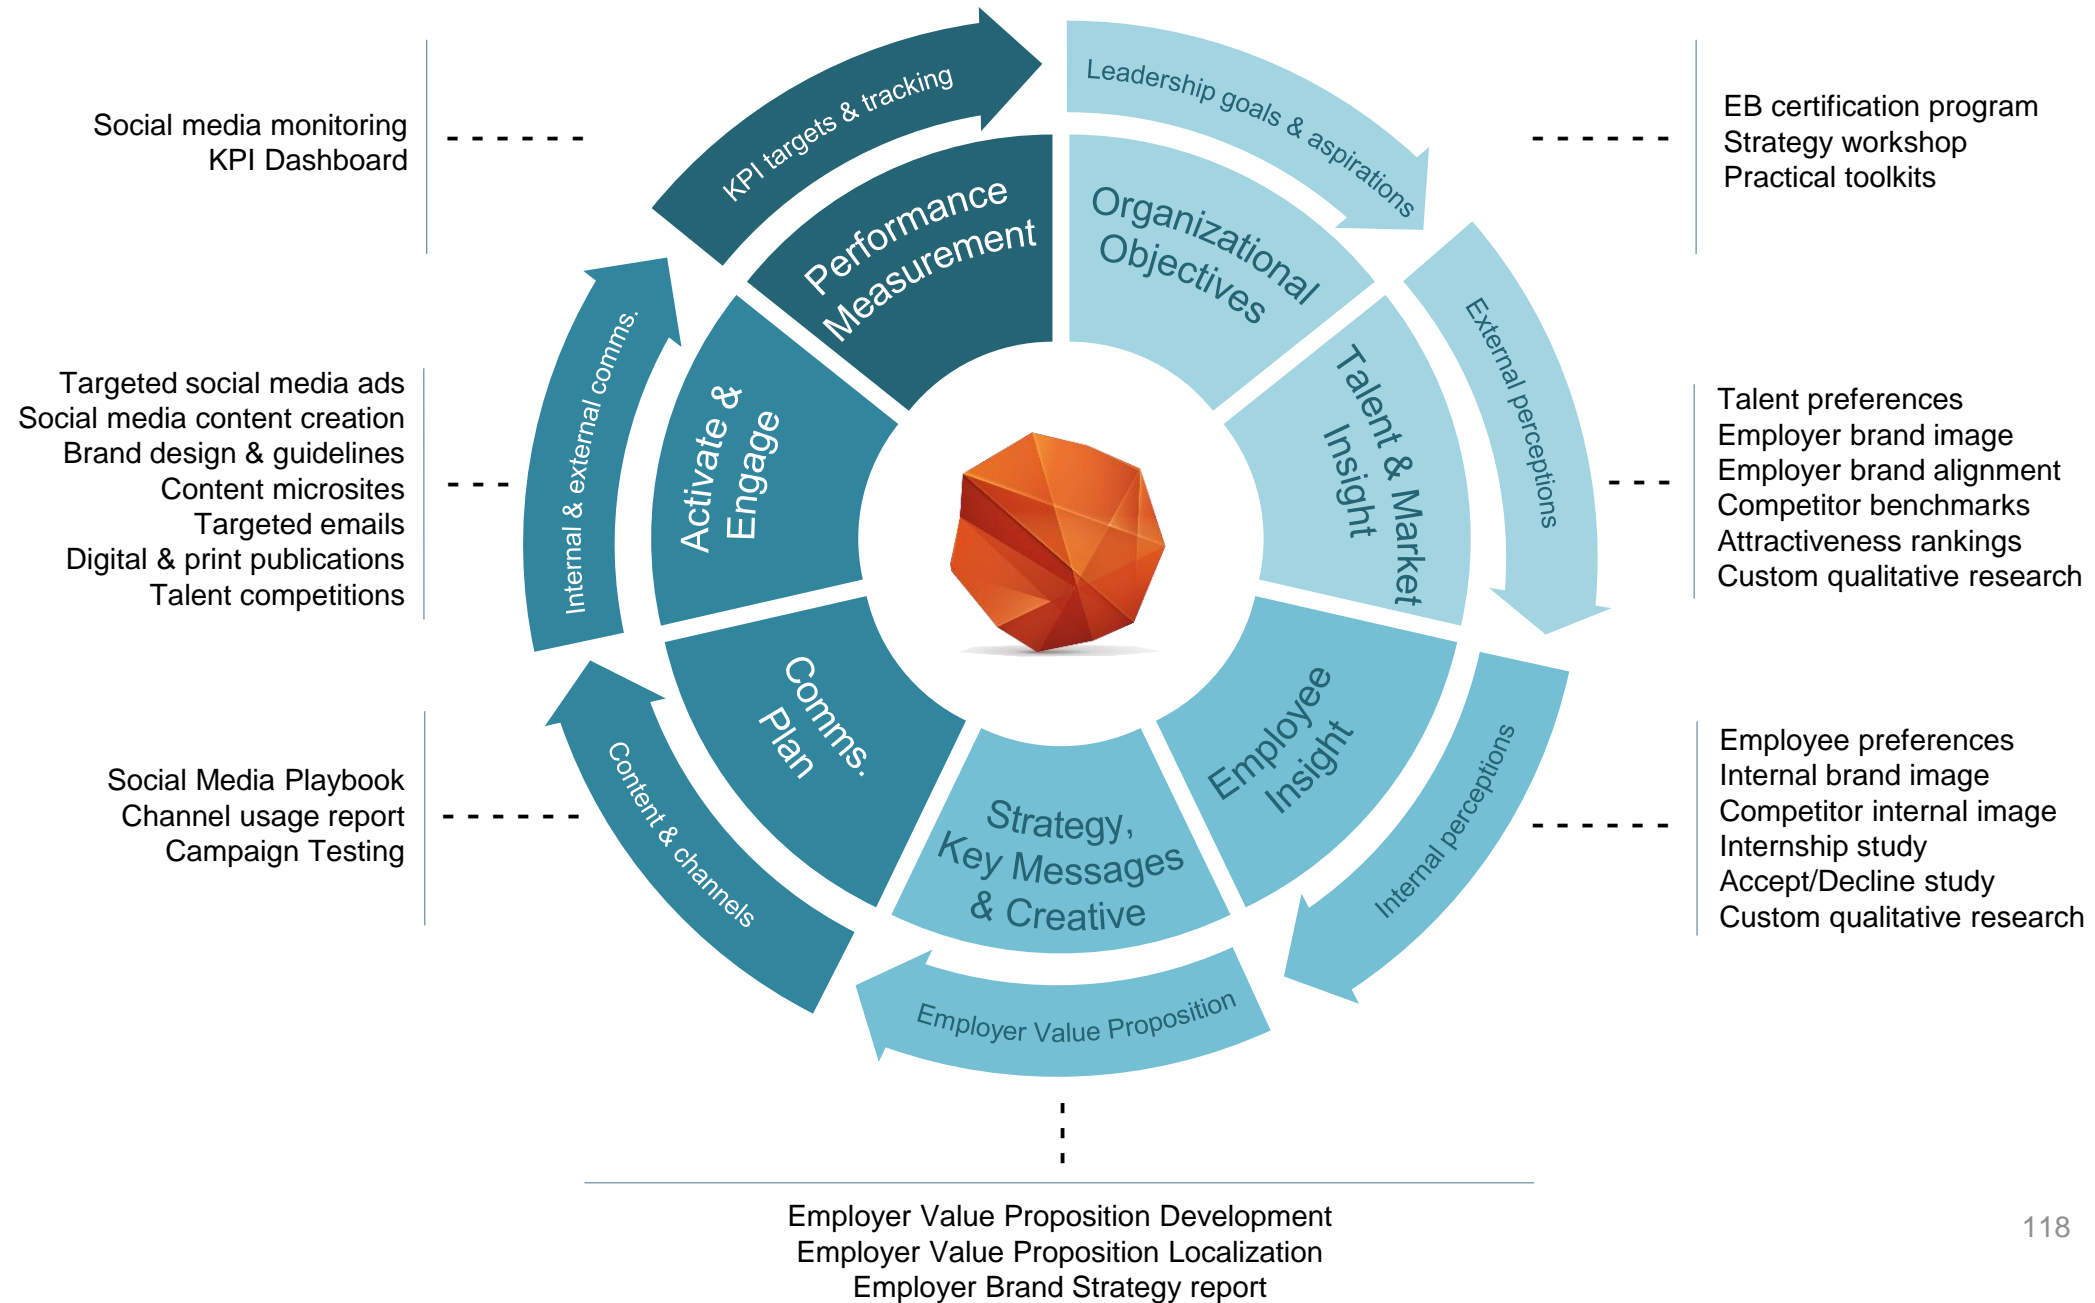 Leadership goals & aspirations
Organizational
Objectives
EB certification program
Strategy workshop
Practical toolkits
External perceptions
Talent & Market
Insight
Talent preferences
Employer brand image
Employer brand alignment
Competitor benchmarks
Attractiveness rankings
Custom qualitative research
Internal perceptions
Employee
Insight
Employee preferences
Internal brand image
Competitor internal image
Internship study
Accept/Decline study
Custom qualitative research
Strategy,
Key Messages
& Creative
Employer Value Proposition
Employer Value Proposition Development
Employer Value Proposition Localization
Employer Brand Strategy report
Comms.
Plan
Content & channels
Social Media Playbook
Channel usage report
Campaign Testing
Activate &
Engage
Internal & external comms.
Targeted social media ads
Social media content creation
Brand design & guidelines
Content microsites
Targeted emails
Digital & print publications
Talent competitions
Performance
Measurement
KPI targets & tracking
Social media monitoring
KPI Dashboard
118